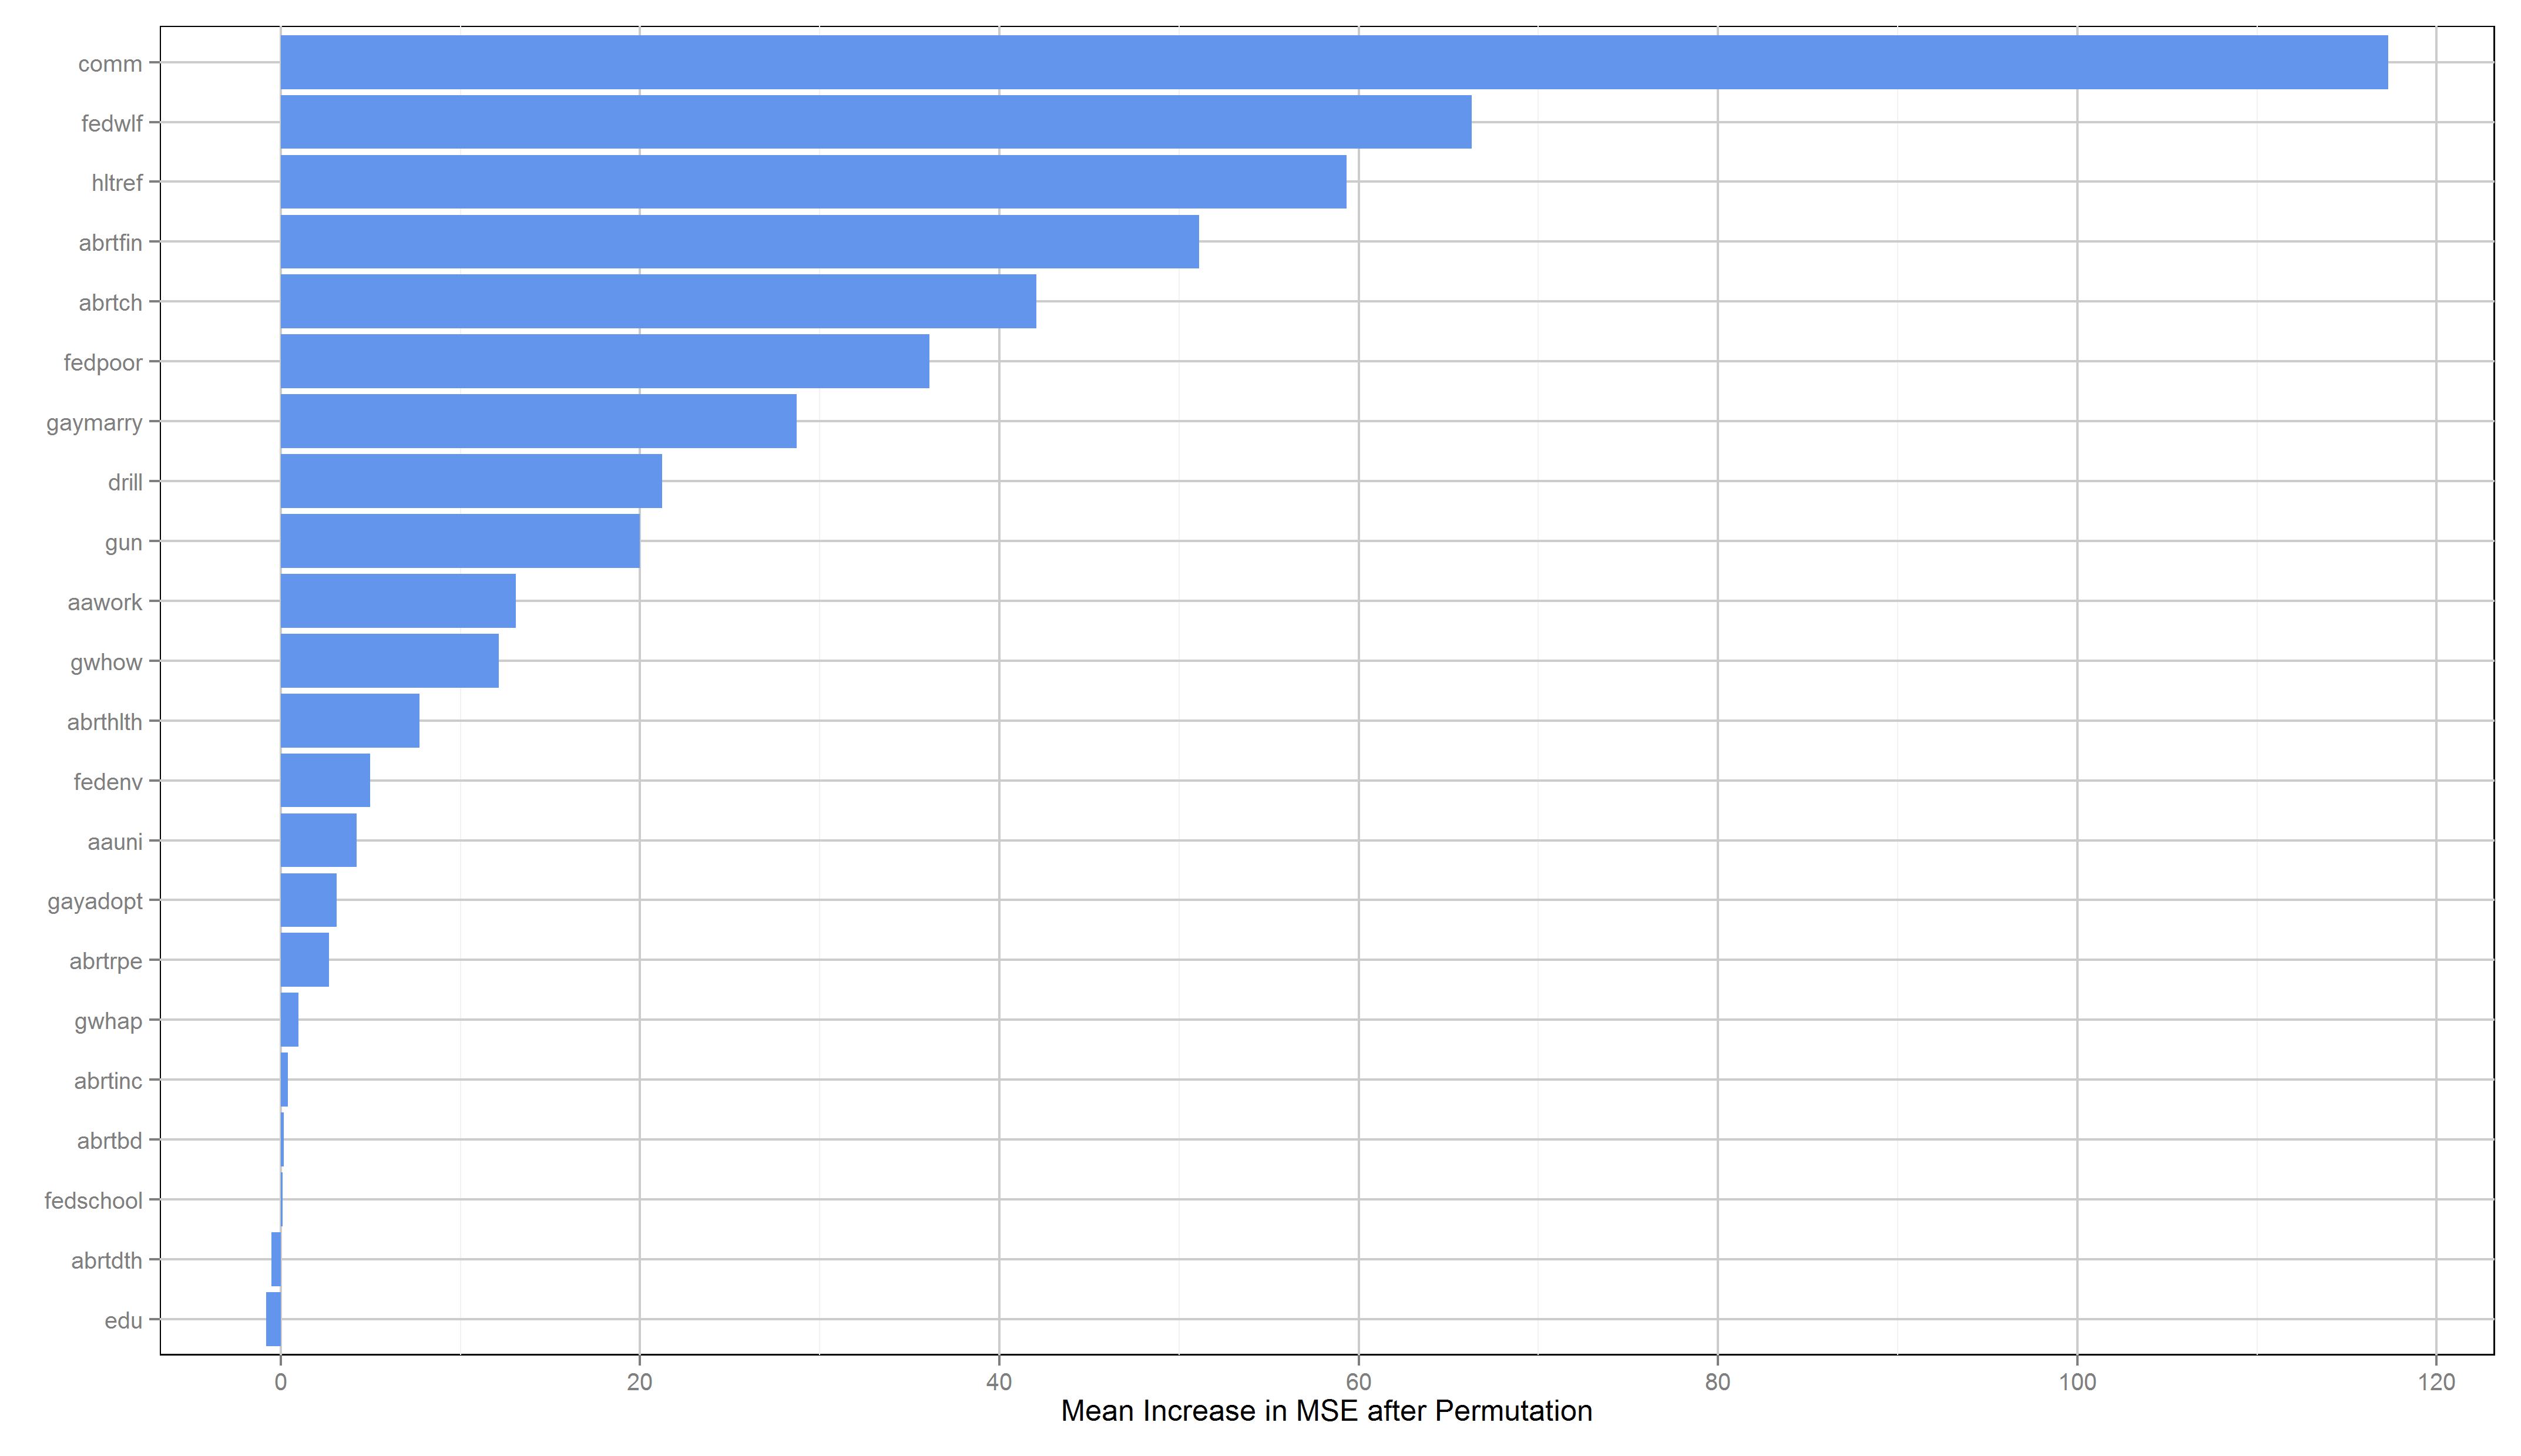 comm
fedwlf
hltref
abrtfin
abrtch
fedpoor
gaymarry
drill
gun
aawork
gwhow
abrthlth
fedenv
aauni
gayadopt
abrtrpe
gwhap
abrtinc
abrtbd
fedschool
abrtdth
edu
0 20 40 60 80 100 120
Mean Increase in MSE after Permutation